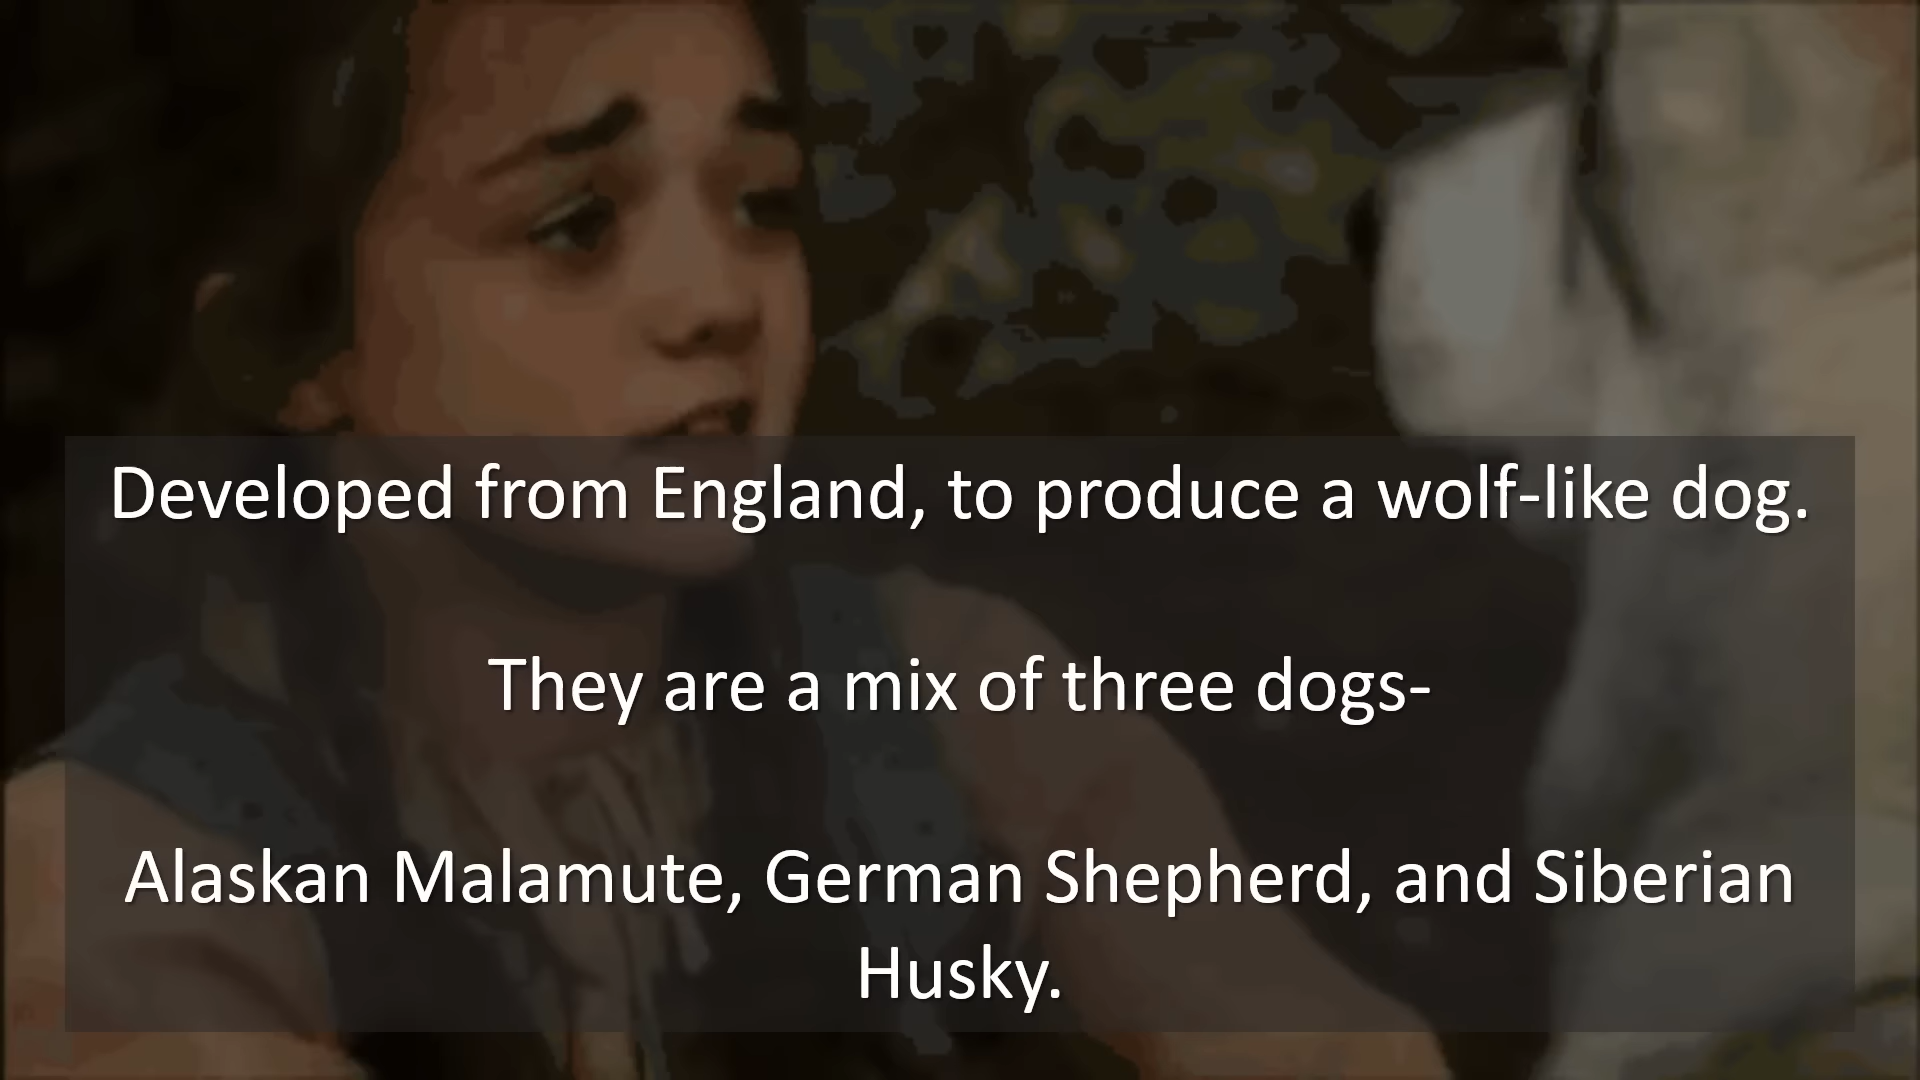 Developed from England, to produce a wolf-like dog.
They are a mix of three dogs-
Alaskan Malamute, German Shepherd, and Siberian
Husky.